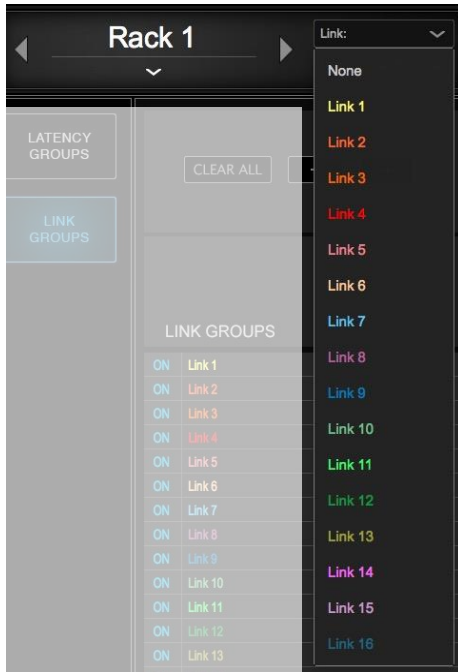 Rack 1
Link:
None
Link 1
Link 2
Link 3
Link 4
Link 5
Link 6
Link 7
Link 8
Link 9
Link 10
Link 11
Link 12
Link 13
Link 14
Link 15
Link 16
LATENCY
GROUPS
LINK
GROUPS
CLEAR ALL
LINK GROUPS
ON Link 1
ON Link 2
ON Link 3
ON Link 4
ON Link 5
ON Link 6
ON Link 7
ON Link 8
ON Link 9
ON Link 10
ON Link 11
ON Link 12
ON Link 13